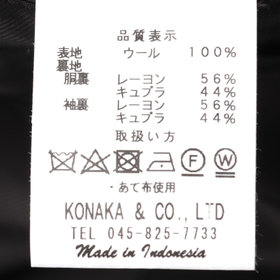 品質表示
表地 ウール 100%
裏地
胴裏 レーヨン 56%
キュプラ 44%
袖裏 レーヨン 56%
キュプラ 44%
取扱い方
F W
・あて布使用
KONAKA & CO., LTD
TEL 045-825-7733
Made in Indonesia